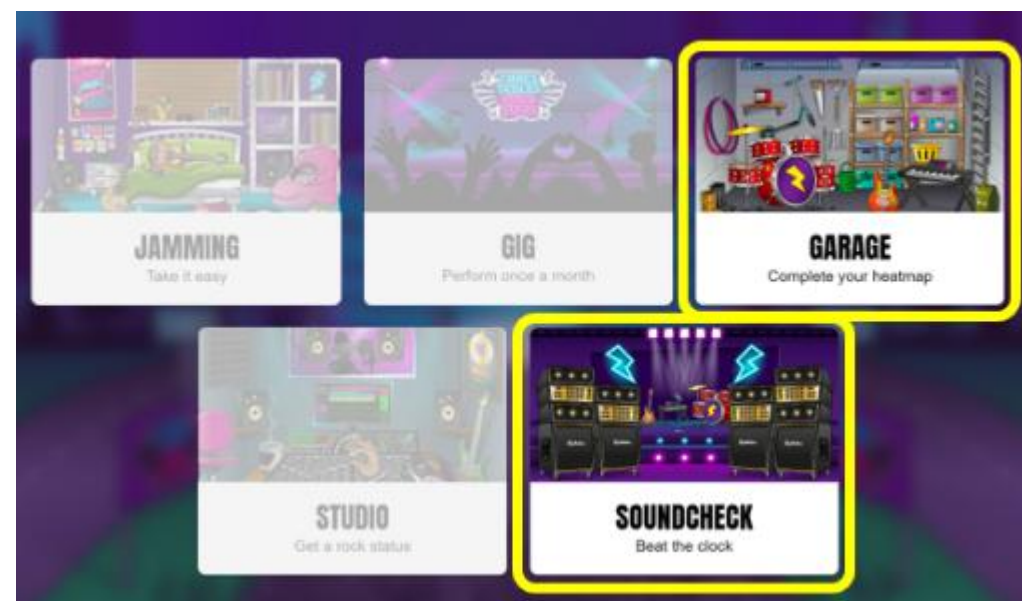 JAMMING
Take it easy
GIG
Perform once a month
GARAGE
Complete your heatmap
STUDIO
Get a rock status
SOUNDCHECK
Beat the clock